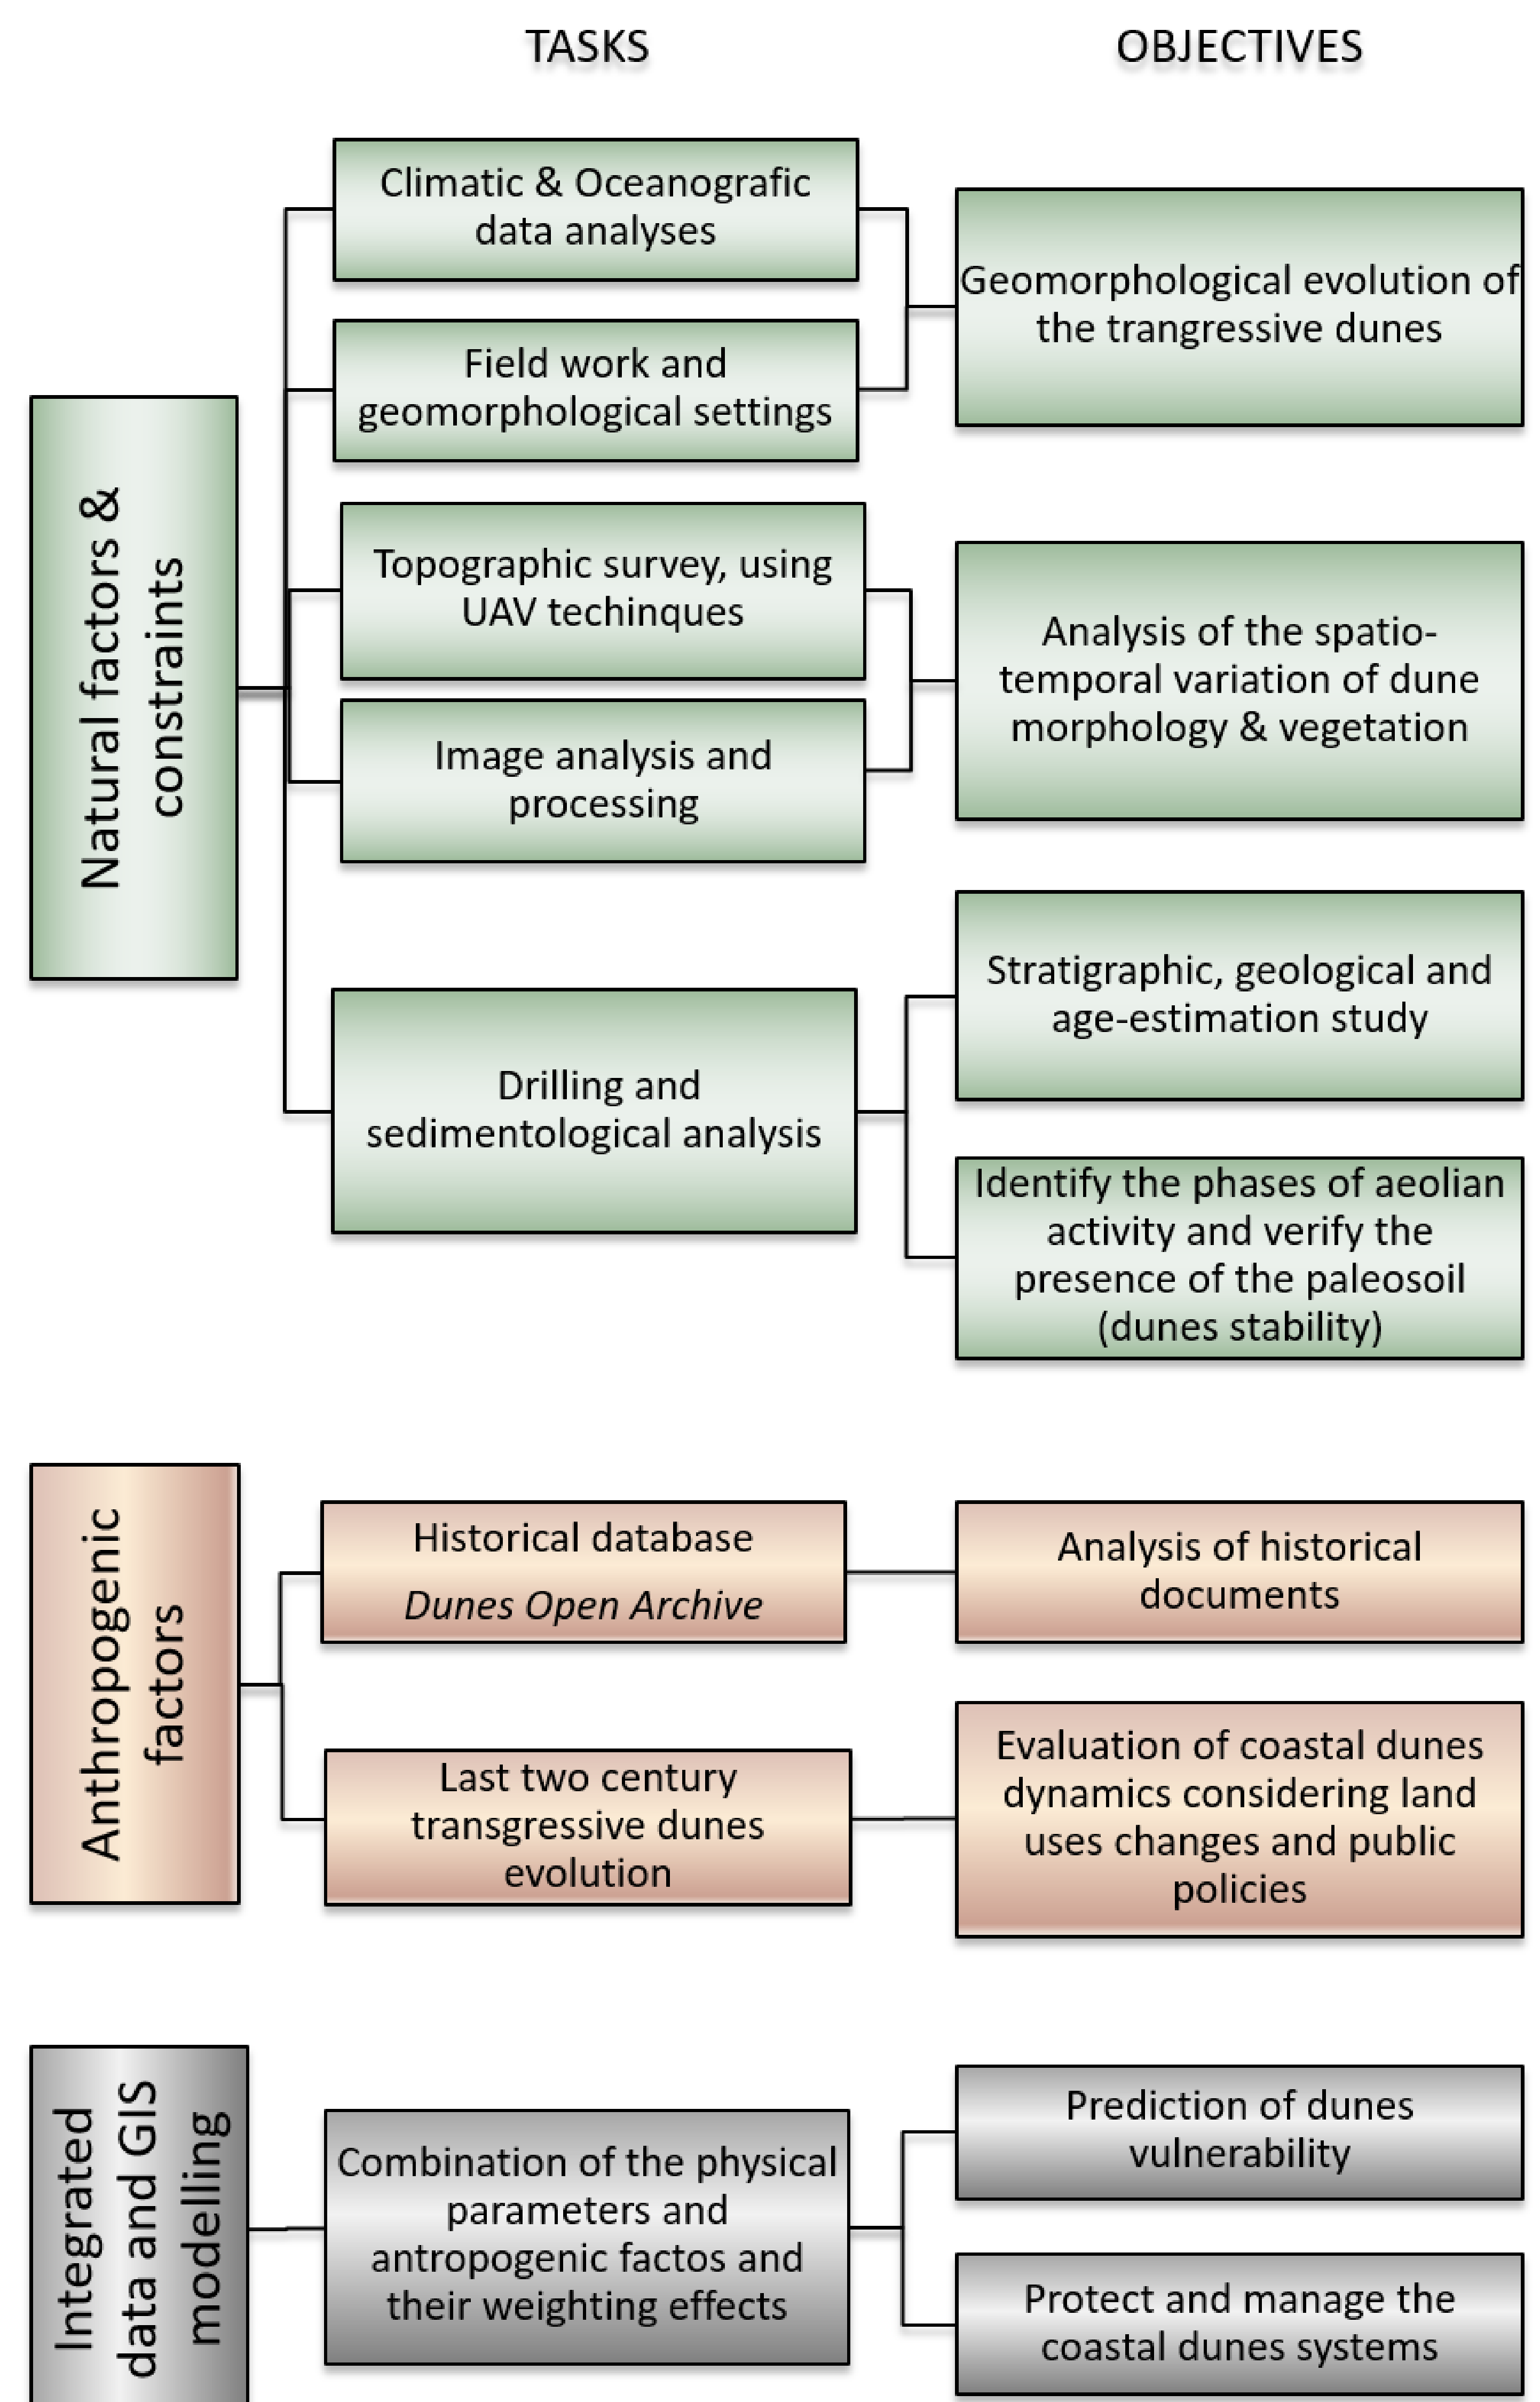 TASKS
OBJECTIVES
Natural factors &
constraints
Climatic & Oceanografic
data analyses
Field work and
geomorphological settings
Geomorphological evolution of
the trangressive dunes
Topographic survey, using
UAV techinques
Image analysis and
processing
Analysis of the spatio-
temporal variation of dune
morphology & vegetation
Drilling and
sedimentological analysis
Stratigraphic, geological and
age-estimation study
Identify the phases of aeolian
activity and verify the
presence of the paleosoil
(dunes stability)
Anthropogenic
factors
Historical database
Dunes Open Archive
Analysis of historical
documents
Last two century
transgressive dunes
evolution
Evaluation of coastal dunes
dynamics considering land
uses changes and public
policies
Integrated
data and GIS
modelling
Combination of the physical
parameters and
antropogenic factos and
their weighting effects
Prediction of dunes
vulnerability
Protect and manage the
coastal dunes systems